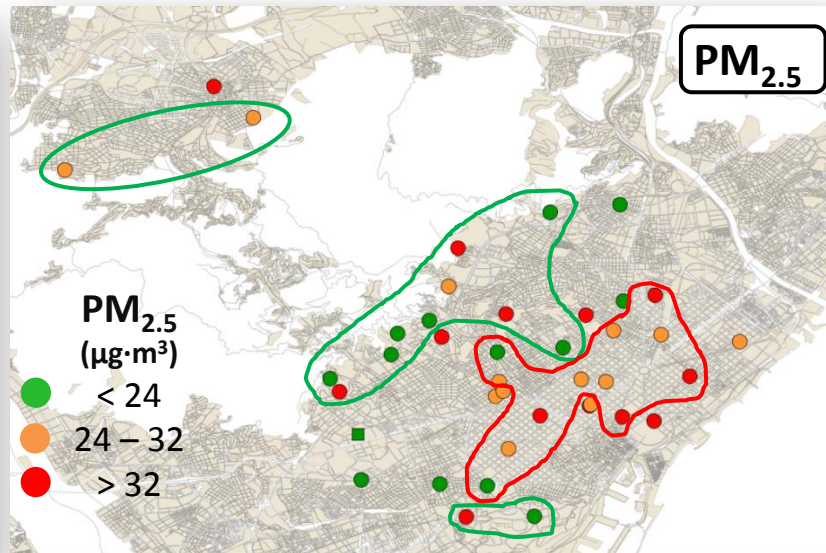 PM₂.₅
PM₂.₅
(µg·m³)
< 24
24 – 32
> 32